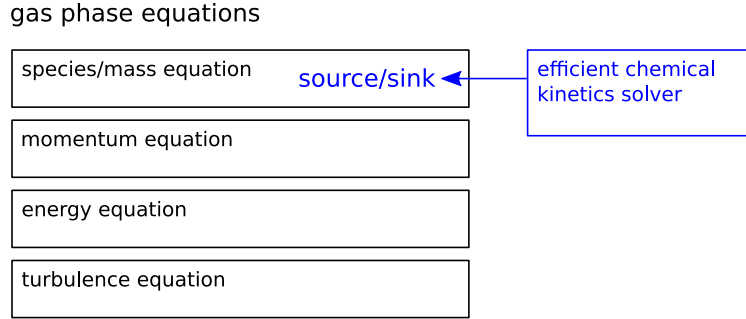 gas phase equations
species/mass equation
source/sink
efficient chemical
kinetics solver
momentum equation
energy equation
turbulence equation